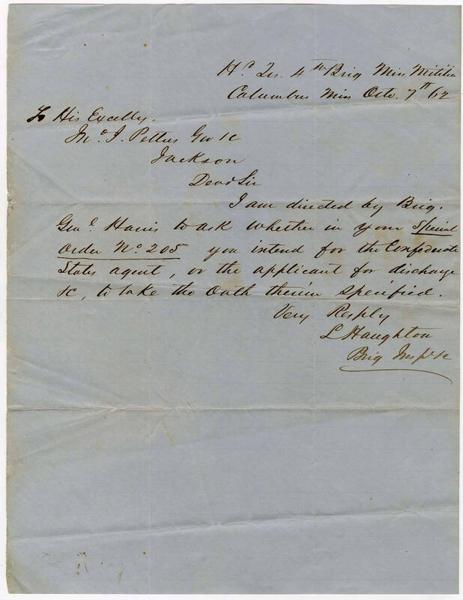 Hd Qrs. 4th Brig Miss Militia
Columbus Miss Octo. 7th 62
To His Excelly.
Jno. J. Pettus Gov &c
Jackson
Dear Sir
I am directed by Brig.
Genl Harris to ask whether in your Special
Order No. 205 you intend for the Confederate
States agent, or the applicant for discharge
&c, to take the Oath therein specified.
Very Resply
L Haughton
Brig Insp &c